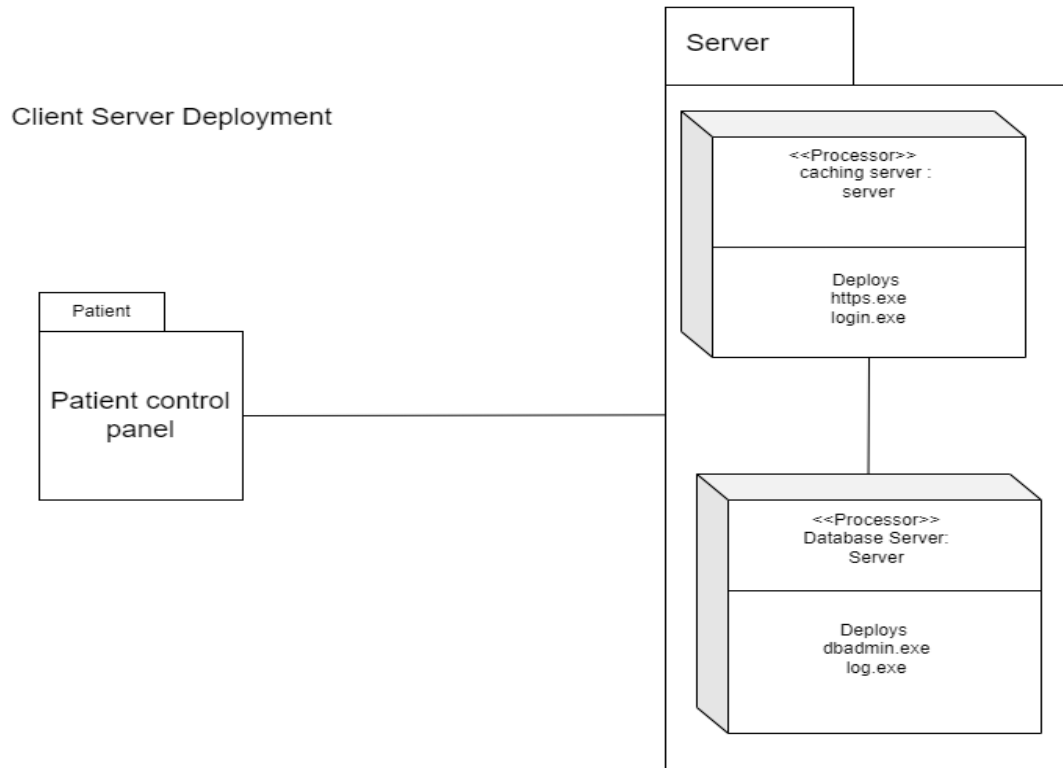 Server
Client Server Deployment
<<Processor>>
caching server :
server
Deploys
https.exe
login.exe
Patient
Patient control
panel
<<Processor>>
Database Server:
Server
Deploys
dbadmin.exe
log.exe